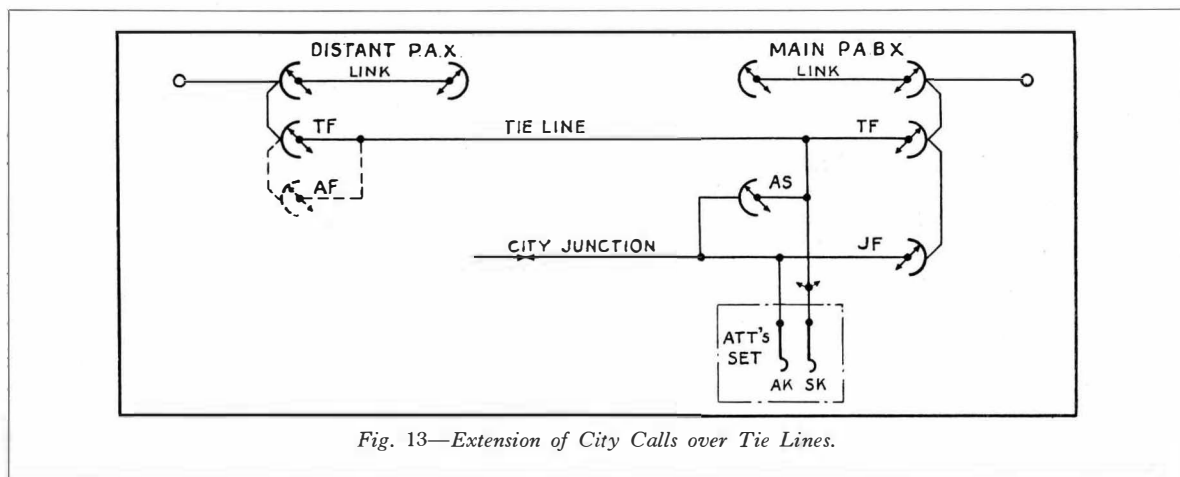 DISTANT P.A.X.
MAIN P.A.B X
LINK
LINK
TF
TIE LINE
TF
AF
AS
CITY JUNCTION
JF
ATT's
SET
AK SK
Fig. 13—Extension of City Calls over Tie Lines.